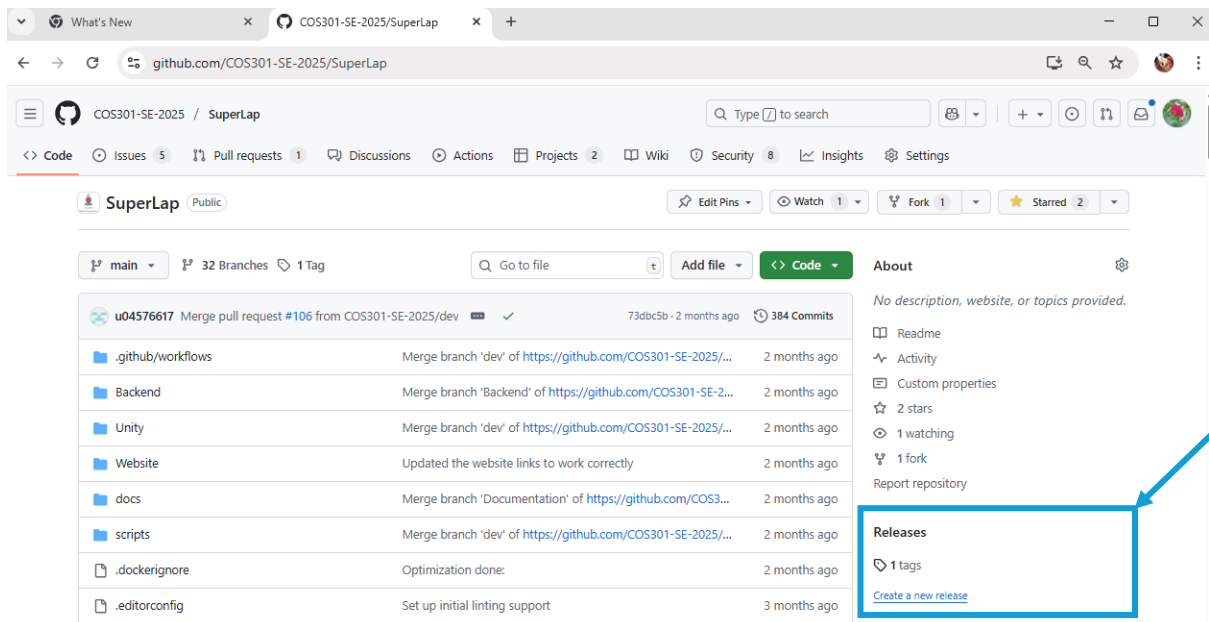 What's New
COS301-SE-2025/SuperLap
github.com/COS301-SE-2025/SuperLap
COS301-SE-2025 / SuperLap
Type / to search
Code Issues 5 Pull requests 1 Discussions Actions Projects 2 Wiki Security 8 Insights Settings
SuperLap Public
Edit Pins Watch 1 Fork 1 Starred 2
main 32 Branches 1 Tag
Go to file t Add file Code
u04576617 Merge pull request #106 from COS301-SE-2025/dev 73dbc5b · 2 months ago 384 Commits
.github/workflows Merge branch 'dev' of https://github.com/COS301-SE-2025/... 2 months ago
Backend Merge branch 'Backend' of https://github.com/COS301-SE-2... 2 months ago
Unity Merge branch 'dev' of https://github.com/COS301-SE-2025/... 2 months ago
Website Updated the website links to work correctly 2 months ago
docs Merge branch 'Documentation' of https://github.com/COS3... 2 months ago
scripts Merge branch 'dev' of https://github.com/COS301-SE-2025/... 2 months ago
.dockerignore Optimization done: 2 months ago
.editorconfig Set up initial linting support 3 months ago
About
No description, website, or topics provided.
Readme
Activity
Custom properties
2 stars
1 watching
1 fork
Report repository
Releases
1 tags
Create a new release